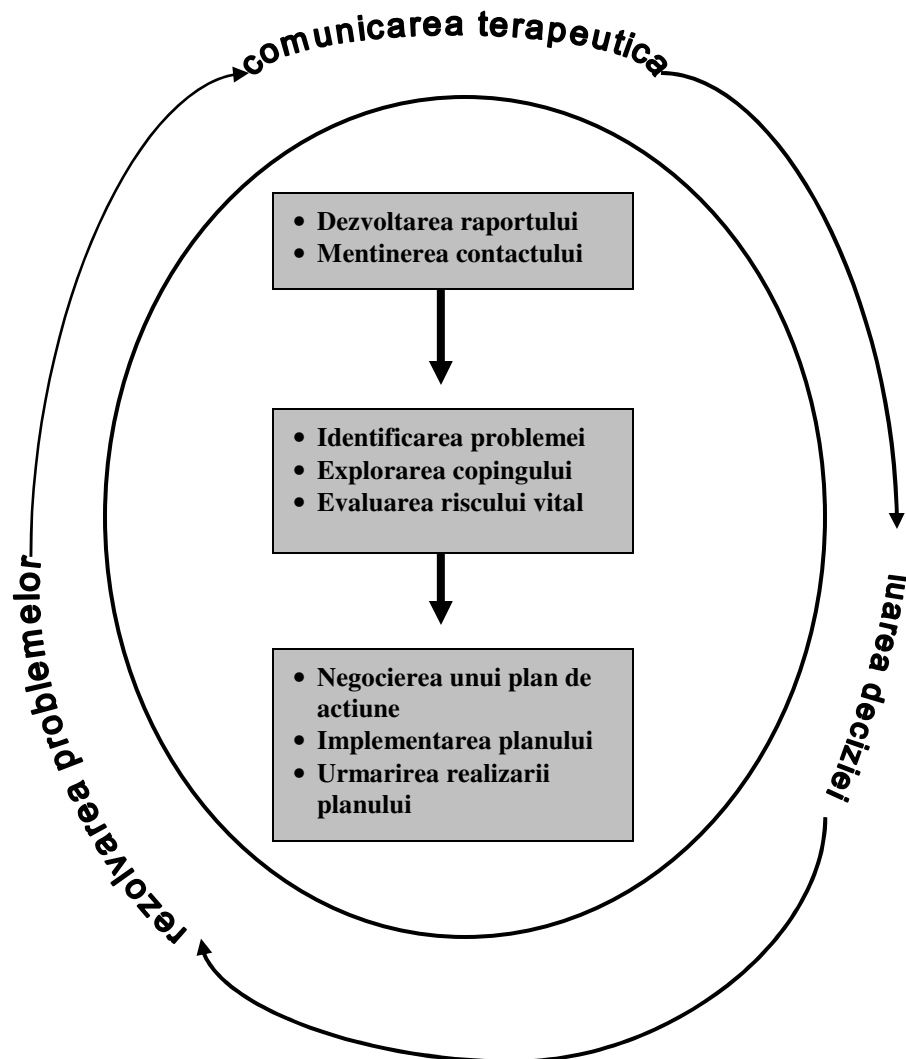 comunicarea terapeutica
• Dezvoltarea raportului
• Mentinerea contactului
• Identificarea problemei
• Explorarea copingului
• Evaluarea riscului vital
• Negocierea unui plan de
actiune
• Implementarea planului
• Urmarirea realizarii
planului
luarea deciziei
rezolvarea problemelor